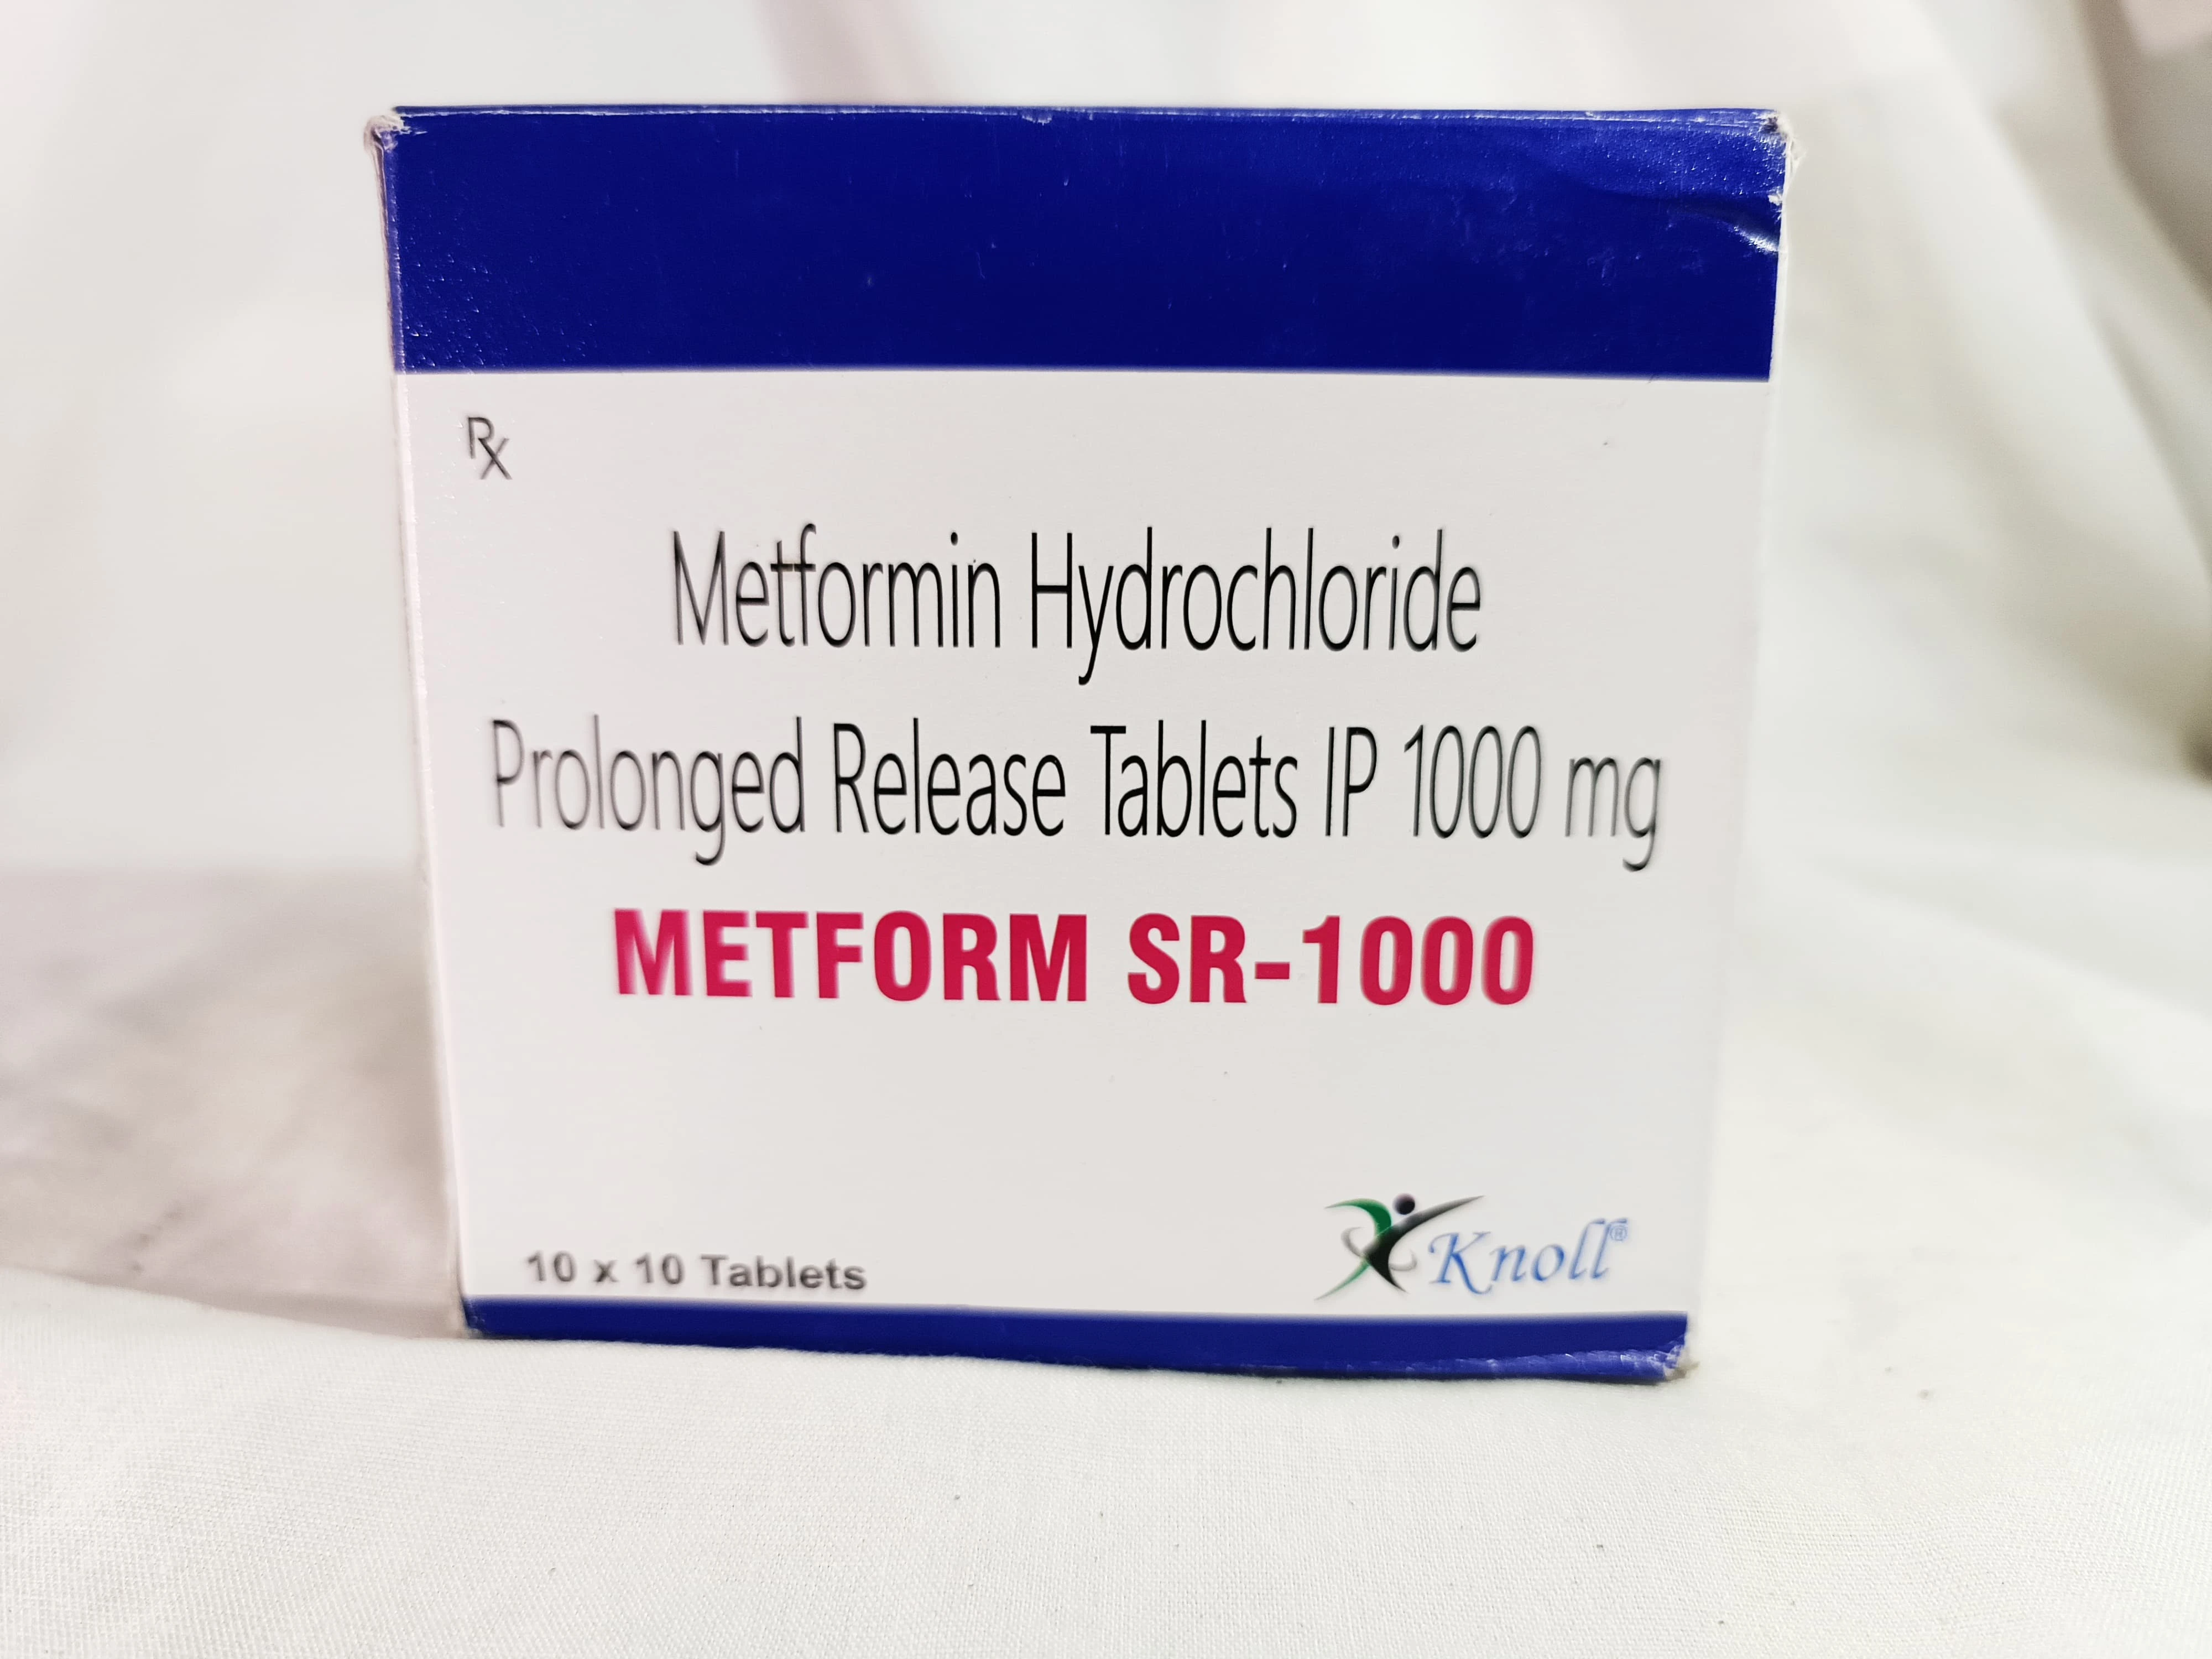 Rx
Metformin Hydrochloride
Prolonged Release Tablets IP 1000 mg
METFORM SR-1000
10 x 10 Tablets
Knoll®